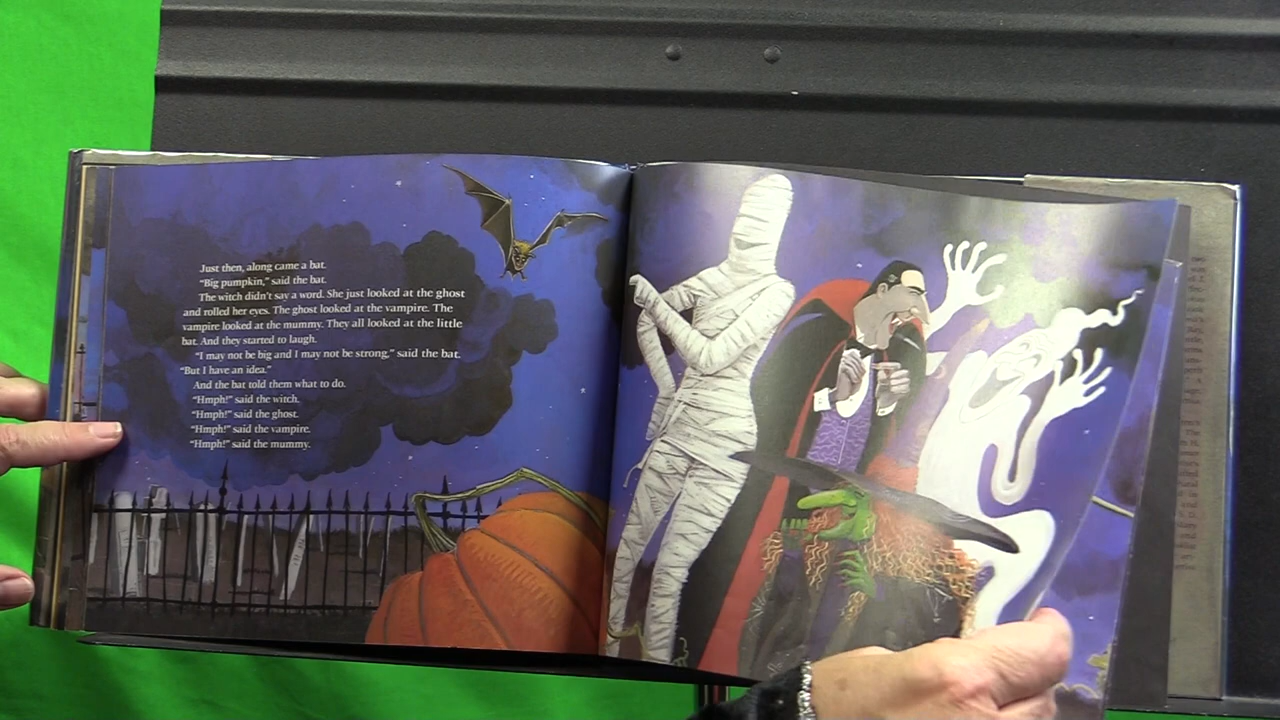 Just then, along came a bat.
"Big pumpkin," said the bat.
The witch didn't say a word. She just looked at the ghost
and rolled her eyes. The ghost looked at the vampire. The
vampire looked at the mummy. They all looked at the little
bat. And they started to laugh.
"I may not be big and I may not be strong," said the bat.
"But I have an idea."
And the bat told them what to do.
"Hmph!" said the witch.
"Hmph!" said the ghost.
"Hmph!" said the vampire.
"Hmph!" said the mummy.